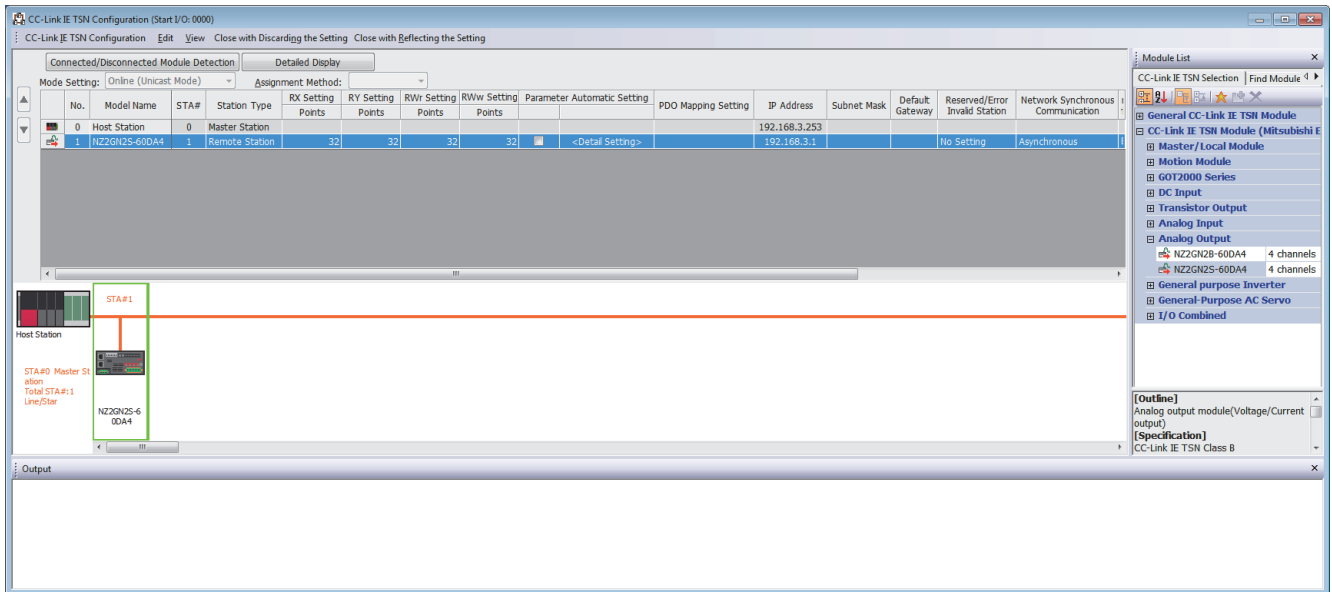 CC-Link IE TSN Configuration (Start I/O: 0000)
CC-Link IE TSN Configuration Edit View Close with Discarding the Setting Close with Reflecting the Setting
Connected/Disconnected Module Detection Detailed Display
Mode Setting: Online (Unicast Mode) Assignment Method:
No. Model Name STA# Station Type RX Setting RY Setting RWr Setting RWw Setting Parameter Automatic Setting PDO Mapping Setting IP Address Subnet Mask Default Gateway Reserved/Error Invalid Station Network Synchronous Communication
Points Points Points Points
0 Host Station 0 Master Station 192.168.3.253
1 NZ2GN2S-60DA4 1 Remote Station 32 32 32 32 <Detail Setting> 192.168.3.1 No Setting Asynchronous
STA#1
Host Station
STA#0 Master St
ation
Total STA#:1
Line/Star
NZ2GN2S-6
0DA4
Module List
CC-Link IE TSN Selection Find Module
General CC-Link IE TSN Module
CC-Link IE TSN Module (Mitsubishi E
Master/Local Module
Motion Module
GOT2000 Series
DC Input
Transistor Output
Analog Input
Analog Output
NZ2GN2B-60DA4 4 channels
NZ2GN2S-60DA4 4 channels
General purpose Inverter
General-Purpose AC Servo
I/O Combined
[Outline]
Analog output module(Voltage/Current
output)
[Specification]
CC-Link IE TSN Class B
Output